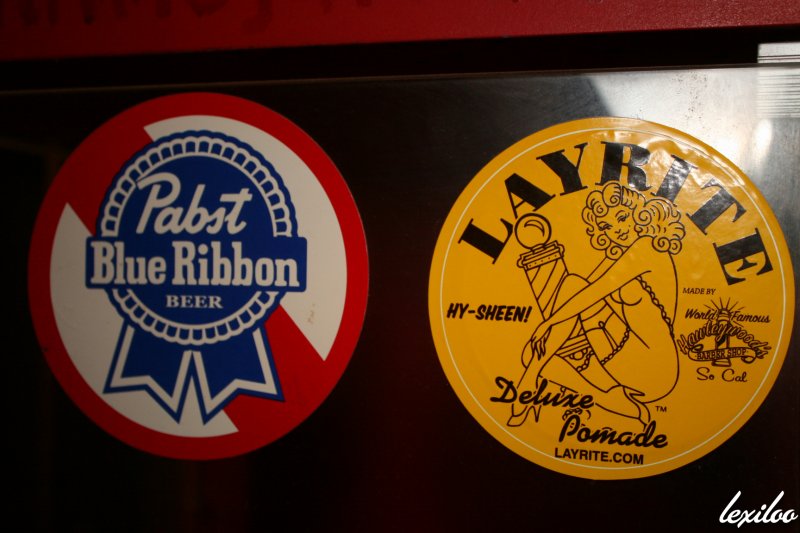 Pabst
Blue Ribbon
BEER
LAYRITE
HY-SHEEN!
MADE BY
World Famous
Hawleywood's
BARBER SHOP
So Cal
Deluxe
Pomade
TM
LAYRITE.COM
lexiloo